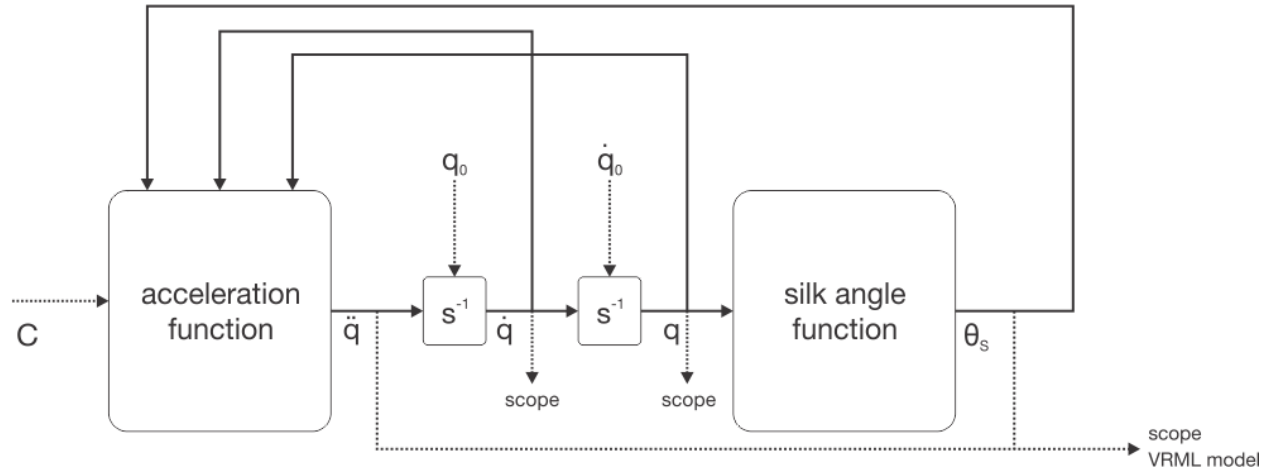 q₀
q̇₀
acceleration
function
C
q̈
s⁻¹
q̇
s⁻¹
q
silk angle
function
θₛ
scope
scope
scope
VRML model